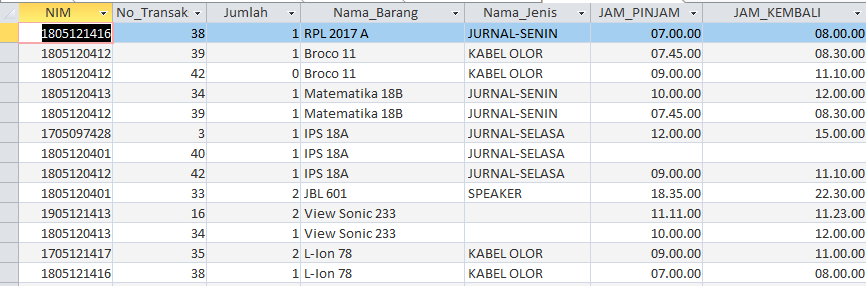 NIM No_Transak Jumlah Nama_Barang Nama_Jenis JAM_PINJAM JAM_KEMBALI
1805121416 38 1 RPL 2017 A JURNAL-SENIN 07.00.00 08.00.00
1805120412 39 1 Broco 11 KABEL OLOR 07.45.00 08.30.00
1805120412 42 0 Broco 11 KABEL OLOR 09.00.00 11.10.00
1805120413 34 1 Matematika 18B JURNAL-SENIN 10.00.00 12.00.00
1805120412 39 1 Matematika 18B JURNAL-SENIN 07.45.00 08.30.00
1705097428 3 1 IPS 18A JURNAL-SELASA 12.00.00 15.00.00
1805120401 40 1 IPS 18A JURNAL-SELASA
1805120412 42 1 IPS 18A JURNAL-SELASA 09.00.00 11.10.00
1805120401 33 2 JBL 601 SPEAKER 18.35.00 22.30.00
1905121413 16 2 View Sonic 233 11.11.00 11.23.00
1805120413 34 1 View Sonic 233 10.00.00 12.00.00
1705121417 35 2 L-Ion 78 KABEL OLOR 09.00.00 11.00.00
1805121416 38 1 L-Ion 78 KABEL OLOR 07.00.00 08.00.00